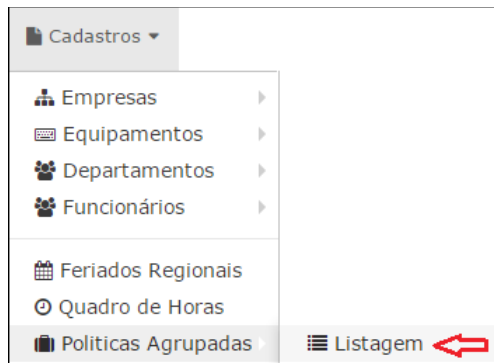 Cadastros
Empresas
Equipamentos
Departamentos
Funcionários
Feriados Regionais
Quadro de Horas
Politicas Agrupadas
Listagem